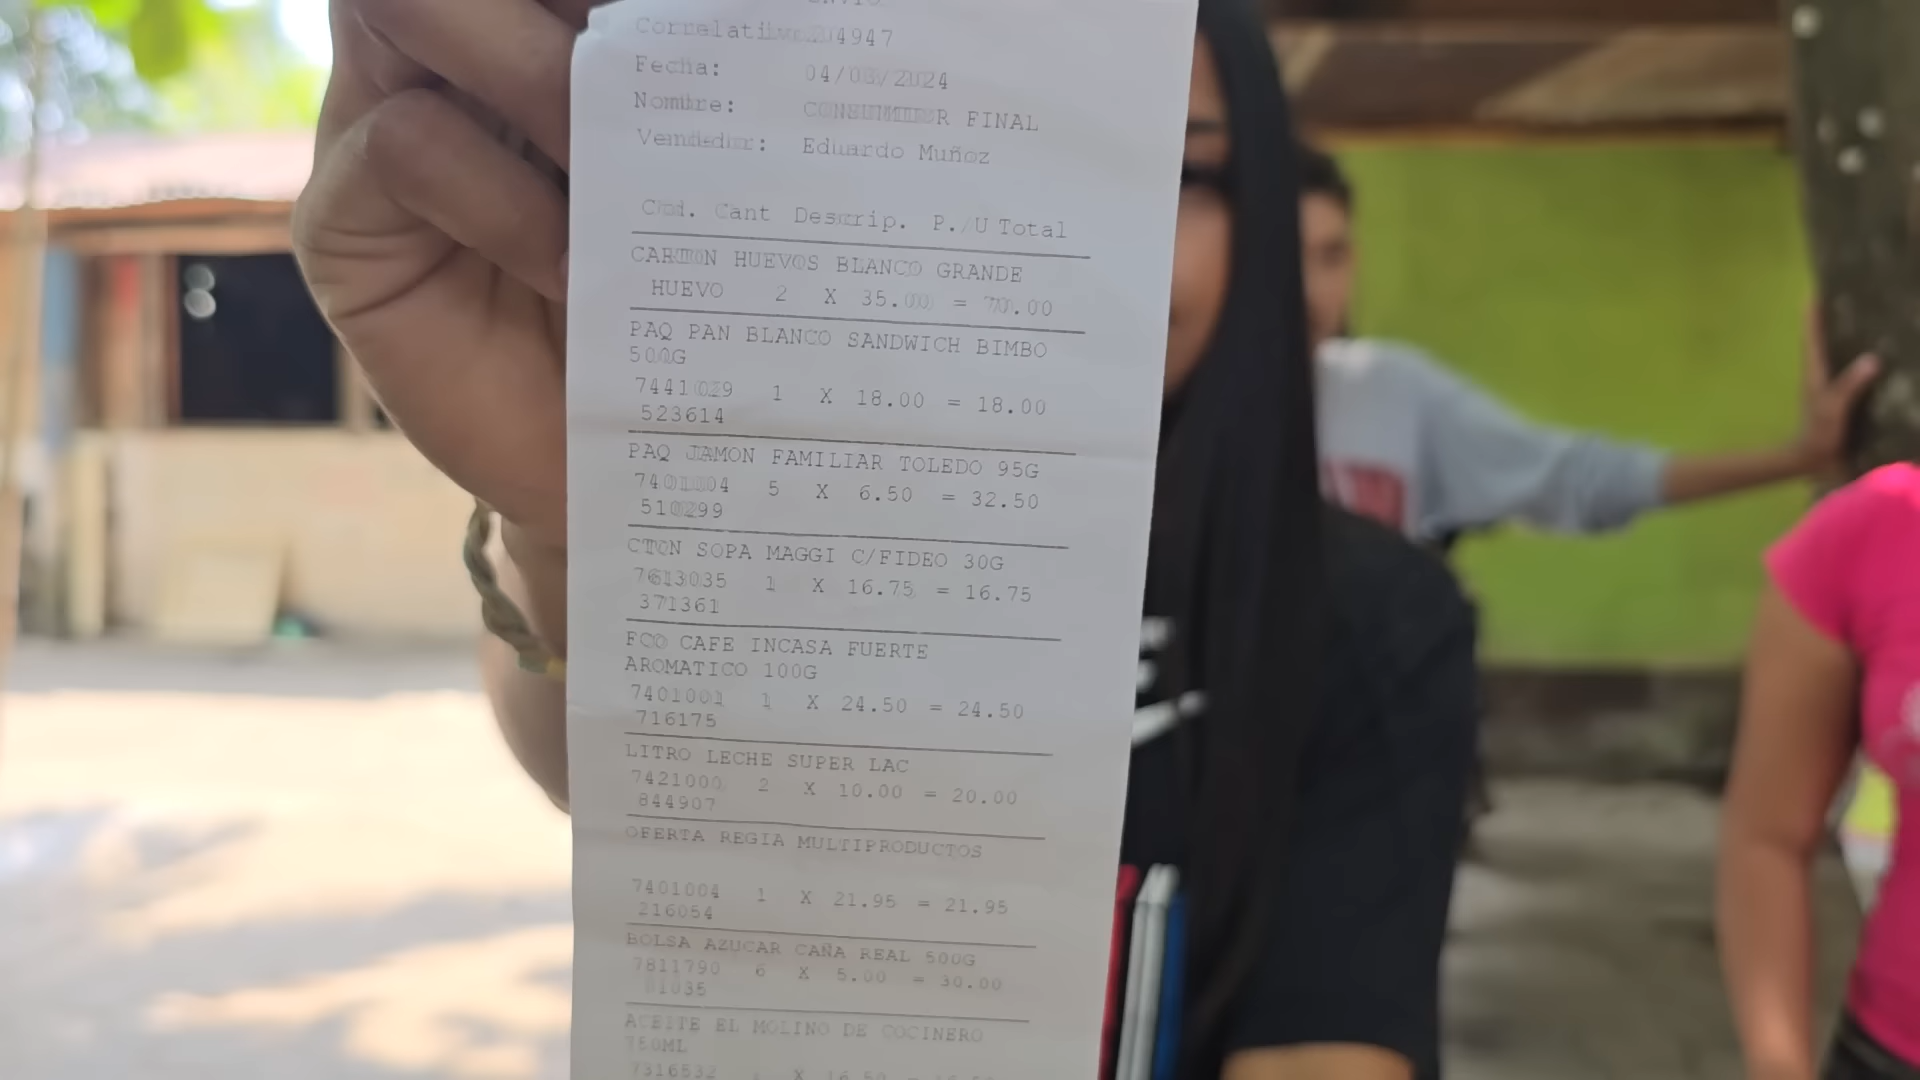 Fecha: 04/03/2024
Nombre: CONSUMIDOR FINAL
Vendedor: Eduardo Muñoz
Cod. Cant Descrip. P./U Total
CARTON HUEVOS BLANCO GRANDE
HUEVO 2 X 35.00 = 70.00
PAQ PAN BLANCO SANDWICH BIMBO
500G
7441029 1 X 18.00 = 18.00
523614
PAQ JAMON FAMILIAR TOLEDO 95G
7401004 5 X 6.50 = 32.50
510299
CTON SOPA MAGGI C/FIDEO 30G
7613035 1 X 16.75 = 16.75
371361
FCO CAFE INCASA FUERTE
AROMATICO 100G
7401001 1 X 24.50 = 24.50
716175
LITRO LECHE SUPER LAC
7421000 2 X 10.00 = 20.00
844907
OFERTA REGIA MULTIPRODUCTOS
7401004 1 X 21.95 = 21.95
216054
BOLSA AZUCAR CAÑA REAL 500G
7811790 6 X 5.00 = 30.00
81035
ACEITE EL MOLINO DE COCINERO
750ML
7316532 X 16.50 =